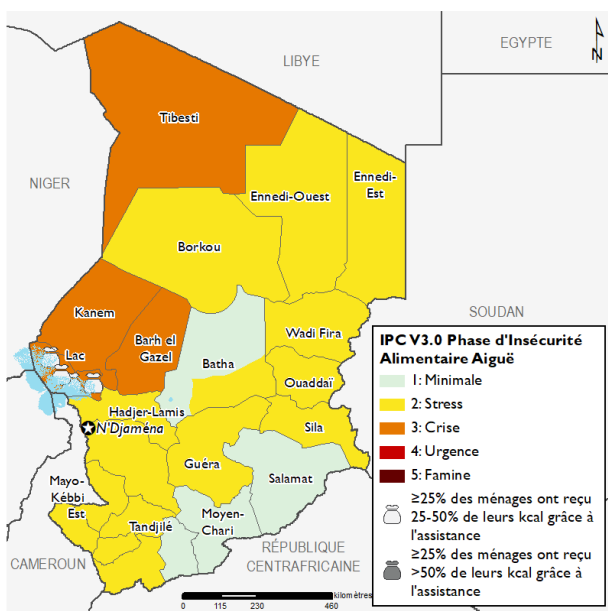 LIBYE
EGYPTE
N
Tibesti
NIGER
Ennedi-Ouest
Ennedi-
Est
Borkou
Kanem
SOUDAN
Barh el
Gazel
Wadi Fira
Lac
Batha
Ouaddaï
Hadjer-Lamis
N'Djaména
Sila
Guéra
Mayo-
Kébbi
Est
Salamat
Tandjilé
Moyen-
Chari
CAMEROUN
RÉPUBLIQUE
CENTRAFRICAINE
IPC V3.0 Phase d'Insécurité
Alimentaire Aiguë
1: Minimale
2: Stress
3: Crise
4: Urgence
5: Famine
≥25% des ménages ont reçu
25-50% de leurs kcal grâce à
l'assistance
≥25% des ménages ont reçu
>50% de leurs kcal grâce à
l'assistance
kilomètres
0 115 230 460